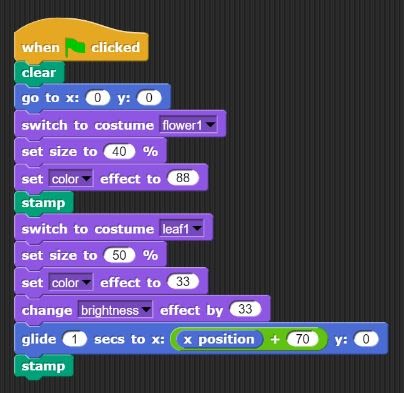 when clicked
clear
go to x: 0 y: 0
switch to costume flower1
set size to 40 %
set color effect to 88
stamp
switch to costume leaf1
set size to 50 %
set color effect to 33
change brightness effect by 33
glide 1 secs to x: x position + 70 y: 0
stamp